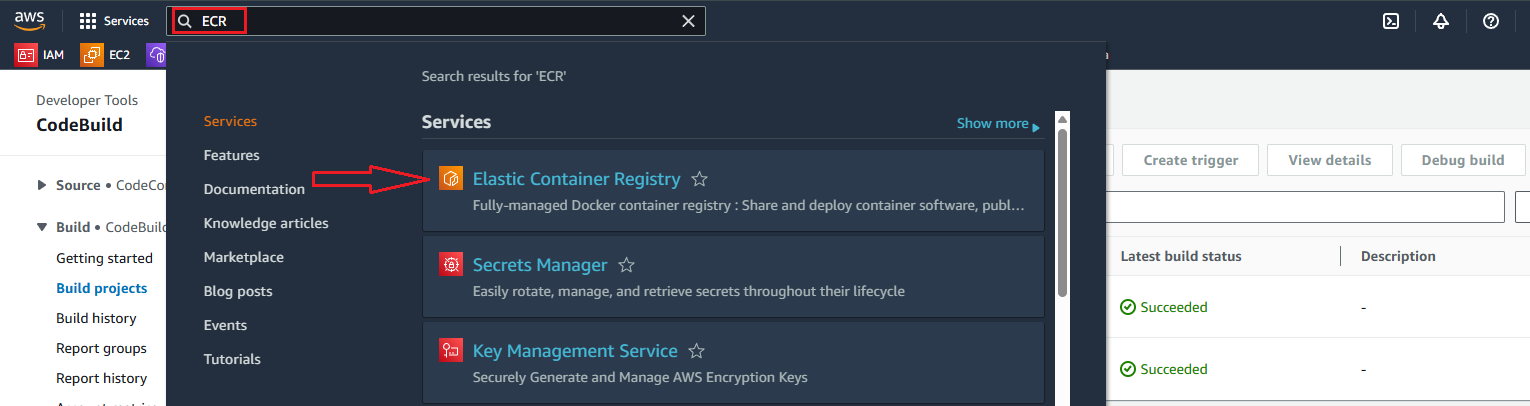 aws
Services
ECR
IAM
EC2
Search results for 'ECR'
Developer Tools
CodeBuild
Source • CodeCom
Build • CodeBuild
Getting started
Build projects
Build history
Report groups
Report history
Services
Features
Documentation
Knowledge articles
Marketplace
Blog posts
Events
Tutorials
Services
Show more
Elastic Container Registry
Fully-managed Docker container registry : Share and deploy container software, publ...
Secrets Manager
Easily rotate, manage, and retrieve secrets throughout their lifecycle
Key Management Service
Securely Generate and Manage AWS Encryption Keys
Create trigger
View details
Debug build
Latest build status
Description
Succeeded
-
Succeeded
-